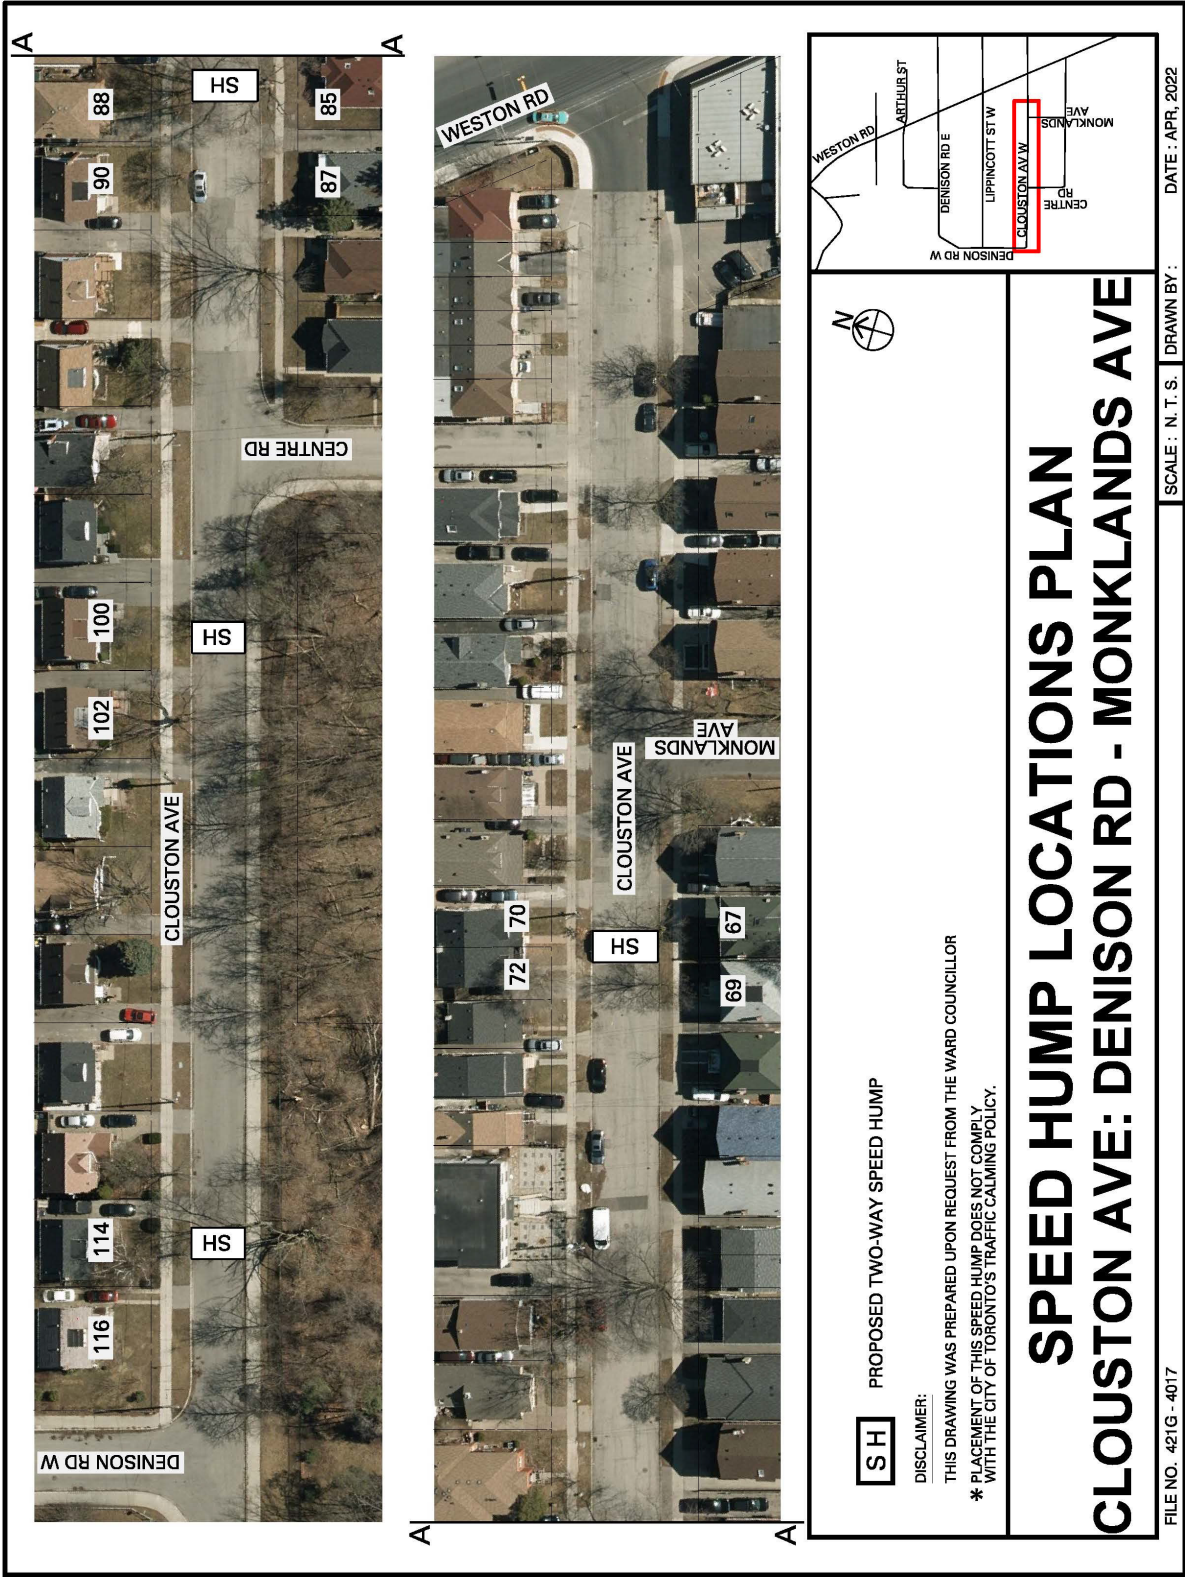 A
A
DENISON RD W
116
114
SH
CLOUSTON AVE
102
100
SH
CENTRE RD
90
88
SH
87
85
A
A
72
70
SH
69
67
CLOUSTON AVE
MONKLANDS
AVE
WESTON RD
SH
PROPOSED TWO-WAY SPEED HUMP
DISCLAIMER:
THIS DRAWING WAS PREPARED UPON REQUEST FROM THE WARD COUNCILLOR
* PLACEMENT OF THIS SPEED HUMP DOES NOT COMPLY
WITH THE CITY OF TORONTO'S TRAFFIC CALMING POLICY.
N
WESTON RD
ARTHUR ST
DENISON RD E
LIPPINCOTT ST W
CLOUSTON AV W
DENISON RD W
CENTRE
RD
MONKLANDS
AVE
SPEED HUMP LOCATIONS PLAN
CLOUSTON AVE: DENISON RD - MONKLANDS AVE
FILE NO. 421G - 4017
SCALE : N. T. S.
DRAWN BY :
DATE : APR, 2022